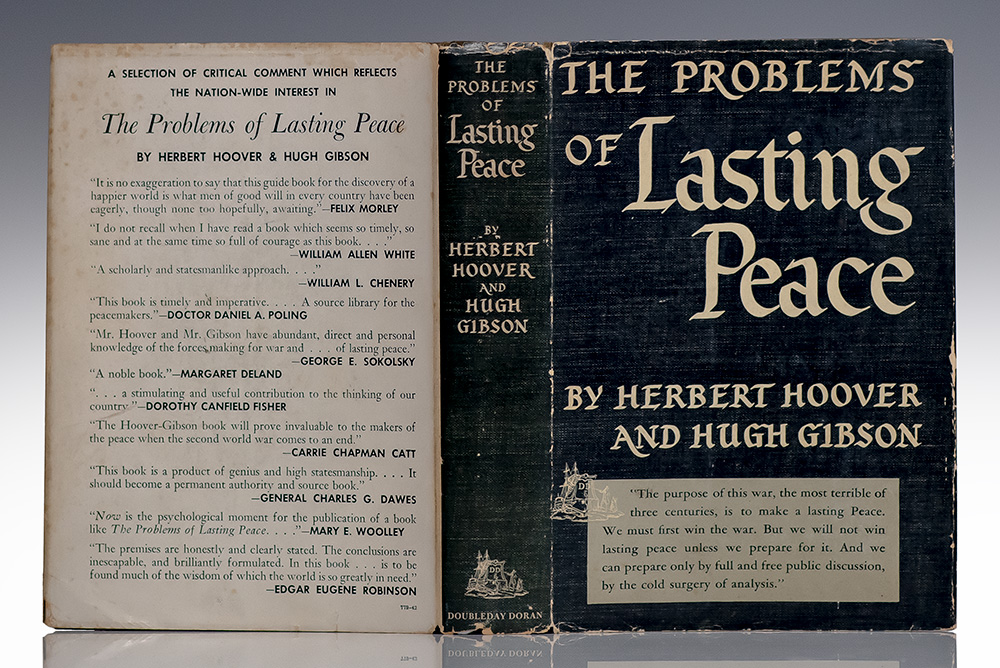 A SELECTION OF CRITICAL COMMENT WHICH REFLECTS
THE NATION-WIDE INTEREST IN
The Problems of Lasting Peace
BY HERBERT HOOVER & HUGH GIBSON
"It is no exaggeration to say that this guide book for the discovery of a
happier world is what men of good will in every country have been
eagerly, though none too hopefully, awaiting."—FELIX MORLEY
"I do not recall when I have read a book which seems so timely, so
sane and at the same time so full of courage as this book. . . ."
—WILLIAM ALLEN WHITE
"A scholarly and statesmanlike approach. . . ."
—WILLIAM L. CHENERY
"This book is timely and imperative. . . . A source library for the
peacemakers."—DOCTOR DANIEL A. POLING
"Mr. Hoover and Mr. Gibson have abundant, direct and personal
knowledge of the forces making for war and . . . of lasting peace."
—GEORGE E. SOKOLSKY
"A noble book."—MARGARET DELAND
". . . a stimulating and useful contribution to the thinking of our
country."—DOROTHY CANFIELD FISHER
"The Hoover-Gibson book will prove invaluable to the makers of
the peace when the second world war comes to an end."
—CARRIE CHAPMAN CATT
"This book is a product of genius and high statesmanship. . . . It
should become a permanent authority and source book."
—GENERAL CHARLES G. DAWES
"Now is the psychological moment for the publication of a book
like The Problems of Lasting Peace. . . ."—MARY E. WOOLLEY
"The premises are honestly and clearly stated. The conclusions are
inescapable, and brilliantly formulated. In this book . . . is to be
found much of the wisdom of which the world is so greatly in need."
—EDGAR EUGENE ROBINSON
THE
PROBLEMS
OF
Lasting
Peace
BY
HERBERT
HOOVER
AND
HUGH
GIBSON
DD
DOUBLEDAY DORAN
THE PROBLEMS
OF Lasting
Peace
BY HERBERT HOOVER
AND HUGH GIBSON
"The purpose of this war, the most terrible of
three centuries, is to make a lasting Peace.
We must first win the war. But we will not win
lasting peace unless we prepare for it. And we
can prepare only by full and free public discussion,
by the cold surgery of analysis."